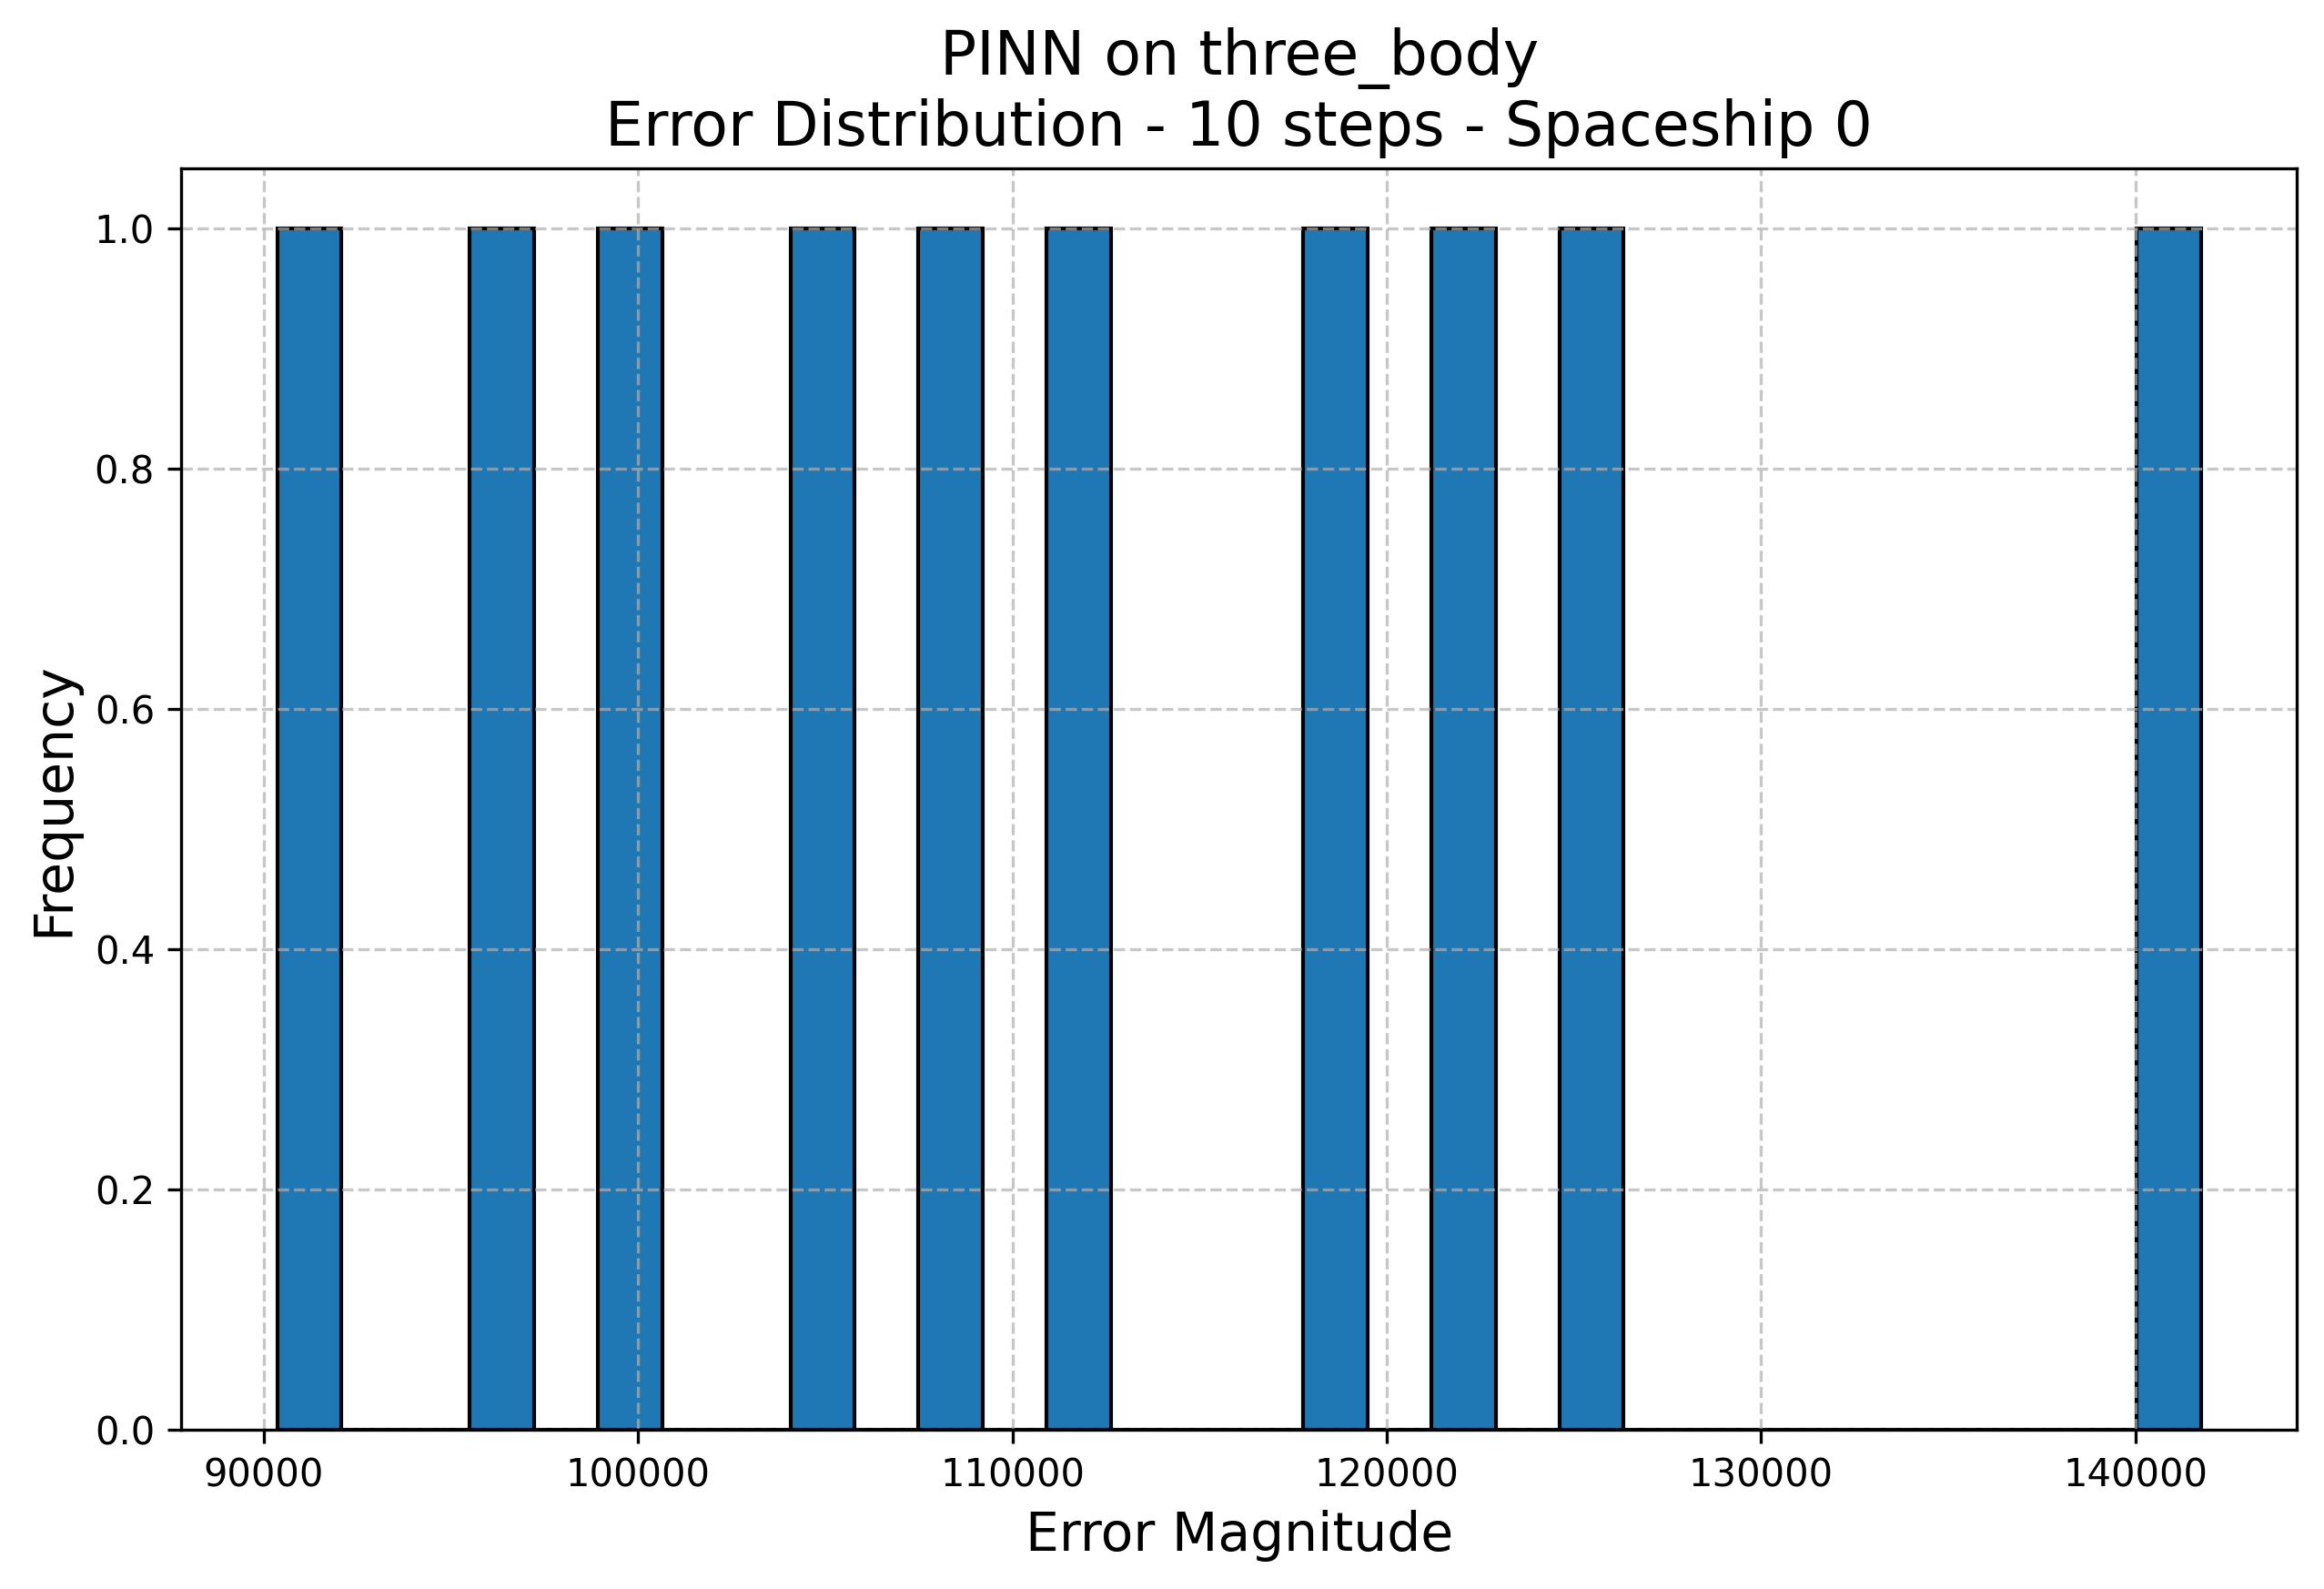 PINN on three_body
Error Distribution - 10 steps - Spaceship 0
Frequency
1.0
0.8
0.6
0.4
0.2
0.0
90000 100000 110000 120000 130000 140000
Error Magnitude